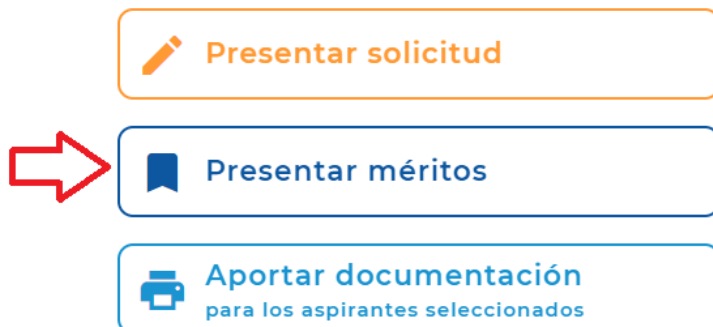 Presentar solicitud
Presentar méritos
Aportar documentación
para los aspirantes seleccionados